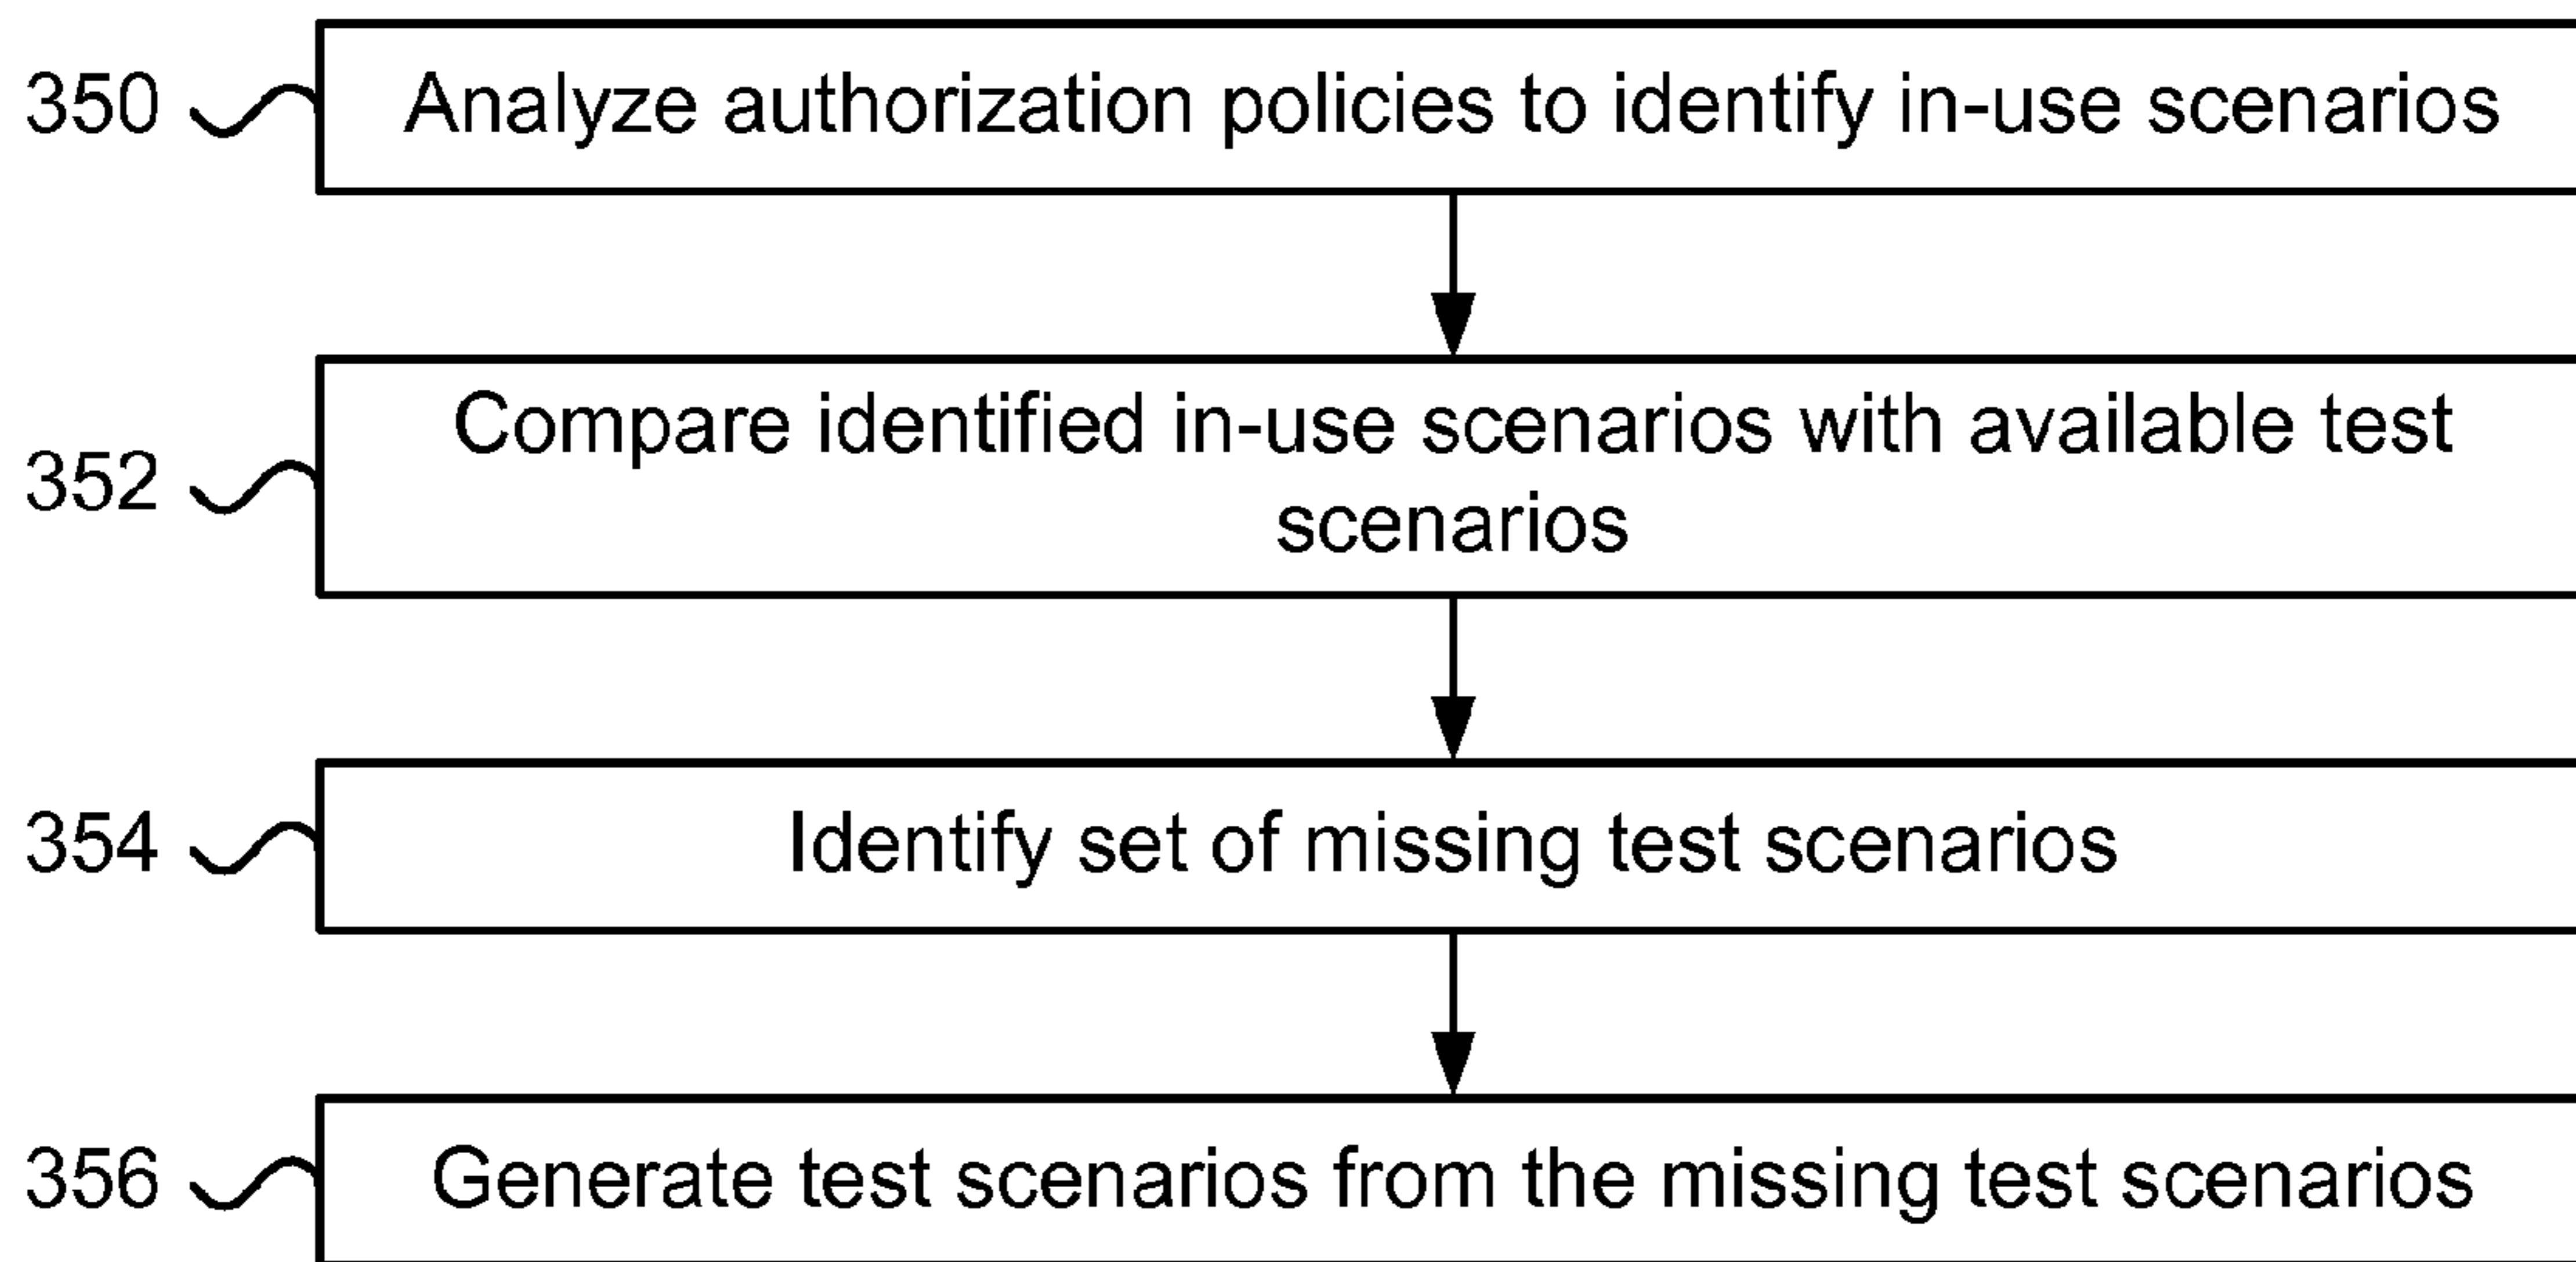 350 Analyze authorization policies to identify in-use scenarios
352 Compare identified in-use scenarios with available test
scenarios
354 Identify set of missing test scenarios
356 Generate test scenarios from the missing test scenarios